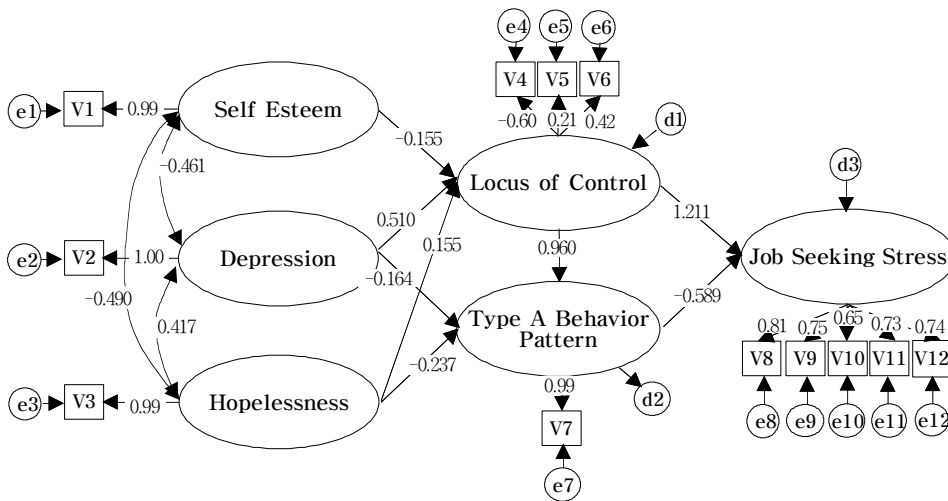 e4 e5 e6
V4 V5 V6
e1 V1 0.99 Self Esteem
-0.60 0.21 0.42 d1
-0.155
-0.461
Locus of Control
d3
0.510
1.211
e2 V2 1.00 Depression
0.155 0.960
Job Seeking Stress
-0.164
-0.490
-0.589
0.417
Type A Behavior
Pattern
0.81 0.75 0.65 0.73 0.74
-0.237
V8 V9 V10 V11 V12
e3 V3 0.99 Hopelessness
0.99 d2
e8 e9 e10 e11 e12
V7
e7